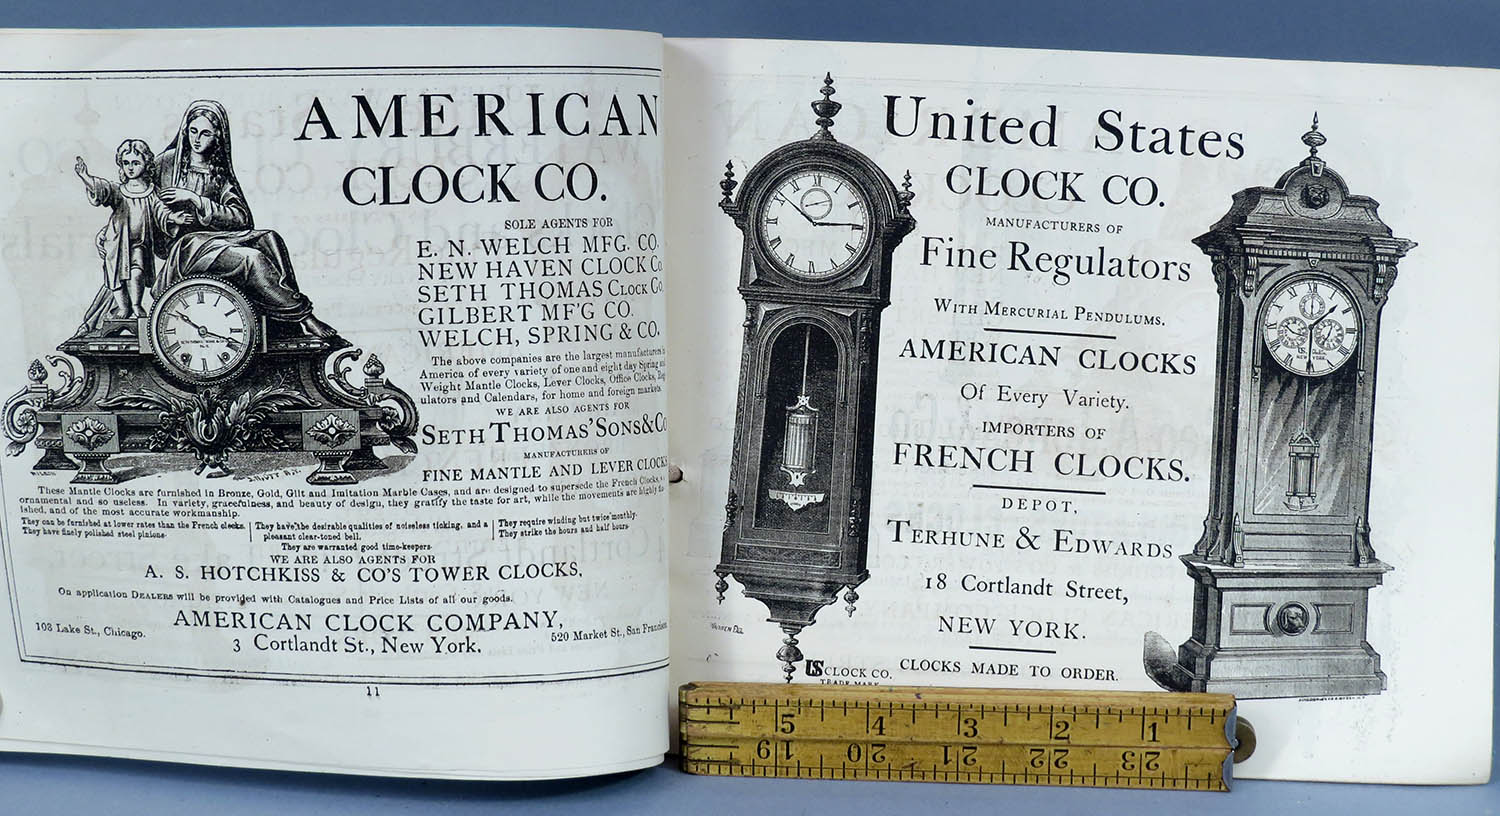 AMERICAN
CLOCK CO.
SOLE AGENTS FOR
E. N. WELCH MFG. CO.
NEW HAVEN CLOCK Co.
SETH THOMAS CLOCK Co.
GILBERT MF'G CO.
WELCH, SPRING & CO.
The above companies are the largest manufacturers in
America of every variety of one and eight day Spring and
Weight Mantle Clocks, Lever Clocks, Office Clocks, Reg
ulators and Calendars, for home and foreign markets.
WE ARE ALSO AGENTS FOR
SETH THOMAS' SONS & Co
MANUFACTURERS OF
FINE MANTLE AND LEVER CLOCKS
These Mantle Clocks are furnished in Bronze, Gold, Gilt and Imitation Marble Cases, and are designed to supersede the French Clocks,
ornamental and so useless. In variety, gracefulness, and beauty of design, they gratify the taste for art, while the movements are highly fin
ished, and of the most accurate workmanship.
They can be furnished at lower rates than the French clocks.
They have finely polished steel pinions.
They have the desirable qualities of noiseless ticking, and a
pleasant clear-toned bell.
They require winding but twice monthly.
They strike the hours and half hours.
They are warranted good time-keepers.
WE ARE ALSO AGENTS FOR
A. S. HOTCHKISS & CO'S TOWER CLOCKS.
On application DEALERS will be provided with Catalogues and Price Lists of all our goods.
AMERICAN CLOCK COMPANY,
103 Lake St., Chicago.
3 Cortlandt St., New York.
520 Market St., San Francisco
11
United States
CLOCK CO.
MANUFACTURERS OF
Fine Regulators
WITH MERCURIAL PENDULUMS.
AMERICAN CLOCKS
Of Every Variety.
IMPORTERS OF
FRENCH CLOCKS.
DEPOT,
TERHUNE & EDWARDS
18 Cortlandt Street,
NEW YORK.
CLOCKS MADE TO ORDER.
US CLOCK CO.
TRADE MARK
5 4 3 2 1
19 20 21 22 23